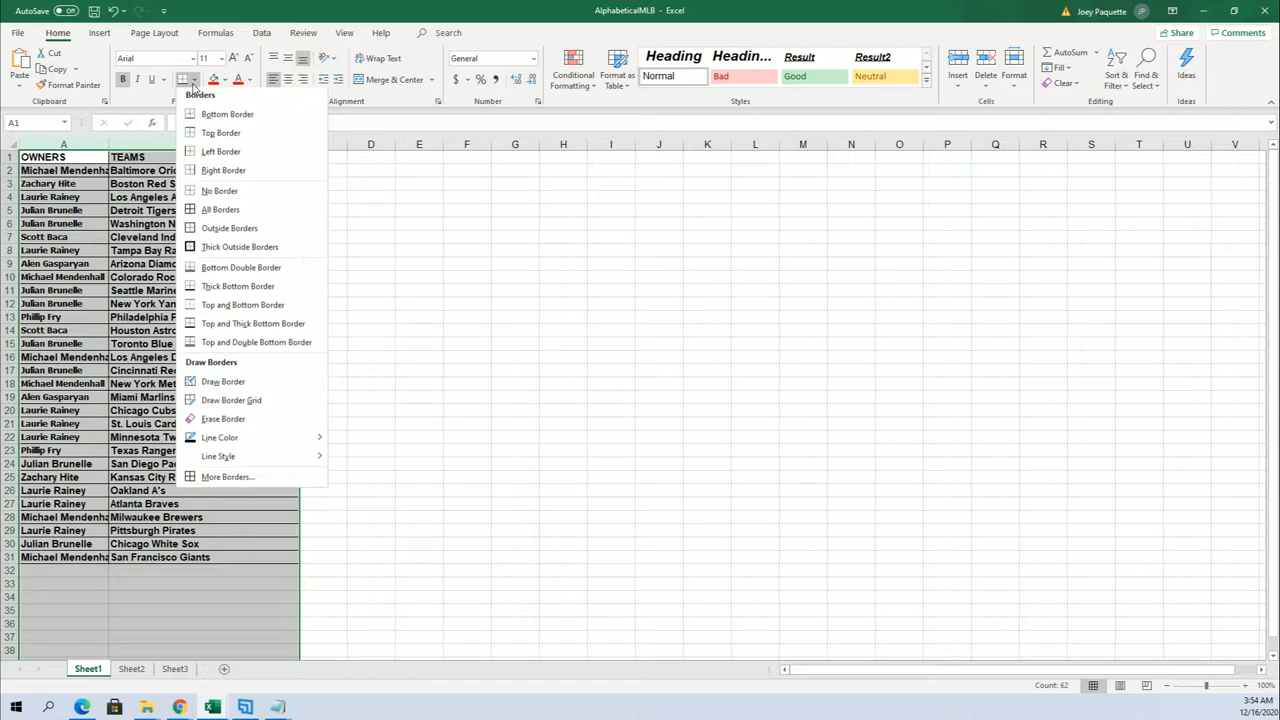 AutoSave Off AlphabeticalMLB - Excel Joey Paquette JP
File Home Insert Page Layout Formulas Data Review View Help Search Share Comments
Paste Cut Copy Format Painter Clipboard
Arial 11 A A B I U A
Wrap Text Merge & Center Alignment
General $ % Number
Conditional Formatting Format as Table
Heading Headin... Result Result2
Normal Bad Good Neutral
Styles
Insert Delete Format Cells
AutoSum Fill Clear Sort & Filter Find & Select Editing
Ideas Ideas
A1 fx
Borders
Bottom Border
Top Border
Left Border
Right Border
No Border
All Borders
Outside Borders
Thick Outside Borders
Bottom Double Border
Thick Bottom Border
Top and Bottom Border
Top and Thick Bottom Border
Top and Double Bottom Border
Draw Borders
Draw Border
Draw Border Grid
Erase Border
Line Color
Line Style
More Borders...
A D E F G H I J K L M N O P Q R S T U V
1 OWNERS TEAMS
2 Michael Mendenha Baltimore Orio
3 Zachary Hite Boston Red S
4 Laurie Rainey Los Angeles A
5 Julian Brunelle Detroit Tigers
6 Julian Brunelle Washington N
7 Scott Baca Cleveland Ind
8 Laurie Rainey Tampa Bay Ra
9 Alen Gasparyan Arizona Diamo
10 Michael Mendenhall Colorado Roc
11 Julian Brunelle Seattle Marin
12 Julian Brunelle New York Yan
13 Phillip Fry Philadelphia F
14 Scott Baca Houston Astro
15 Julian Brunelle Toronto Blue
16 Michael Mendenha Los Angeles D
17 Julian Brunelle Cincinnati Rec
18 Michael Mendenhall New York Met
19 Alen Gasparyan Miami Marlins
20 Laurie Rainey Chicago Cubs
21 Laurie Rainey St. Louis Card
22 Laurie Rainey Minnesota Tw
23 Phillip Fry Texas Ranger
24 Julian Brunelle San Diego Pac
25 Zachary Hite Kansas City R
26 Laurie Rainey Oakland A's
27 Laurie Rainey Atlanta Braves
28 Michael Mendenha Milwaukee Brewers
29 Laurie Rainey Pittsburgh Pirates
30 Julian Brunelle Chicago White Sox
31 Michael Mendenha San Francisco Giants
32
33
34
35
36
37
38
Sheet1 Sheet2 Sheet3
Count: 62 100%
3:54 AM
12/16/2020